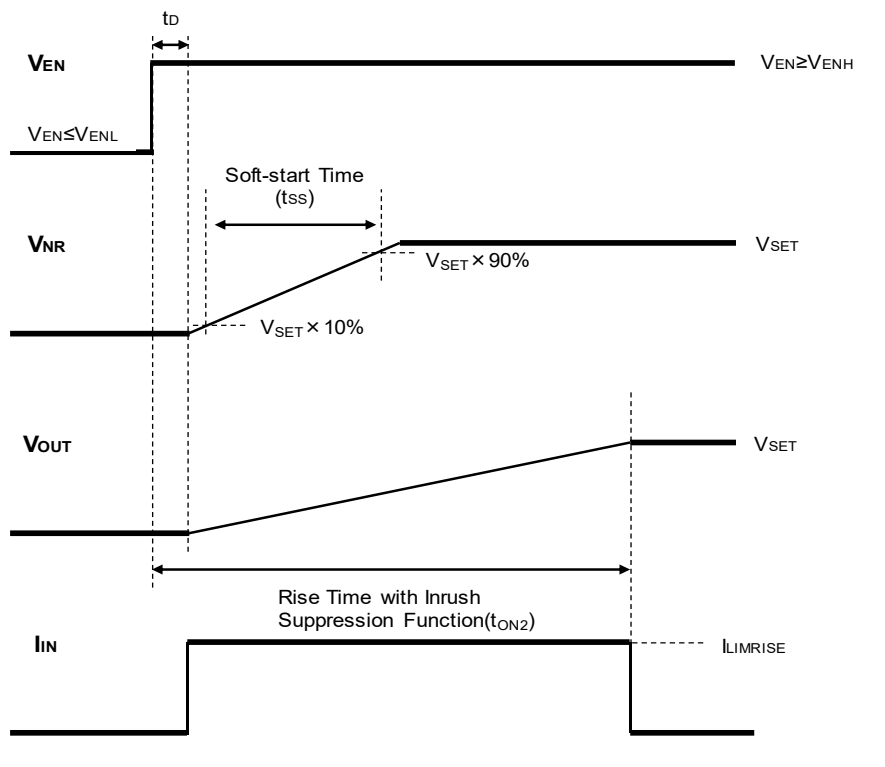 tD
VEN
VEN≥VENH
VEN≤VENL
Soft-start Time
(tSS)
VNR
VSET
VSET×90%
VSET×10%
VOUT
VSET
Rise Time with Inrush
Suppression Function(tON2)
IIN
ILIMRISE